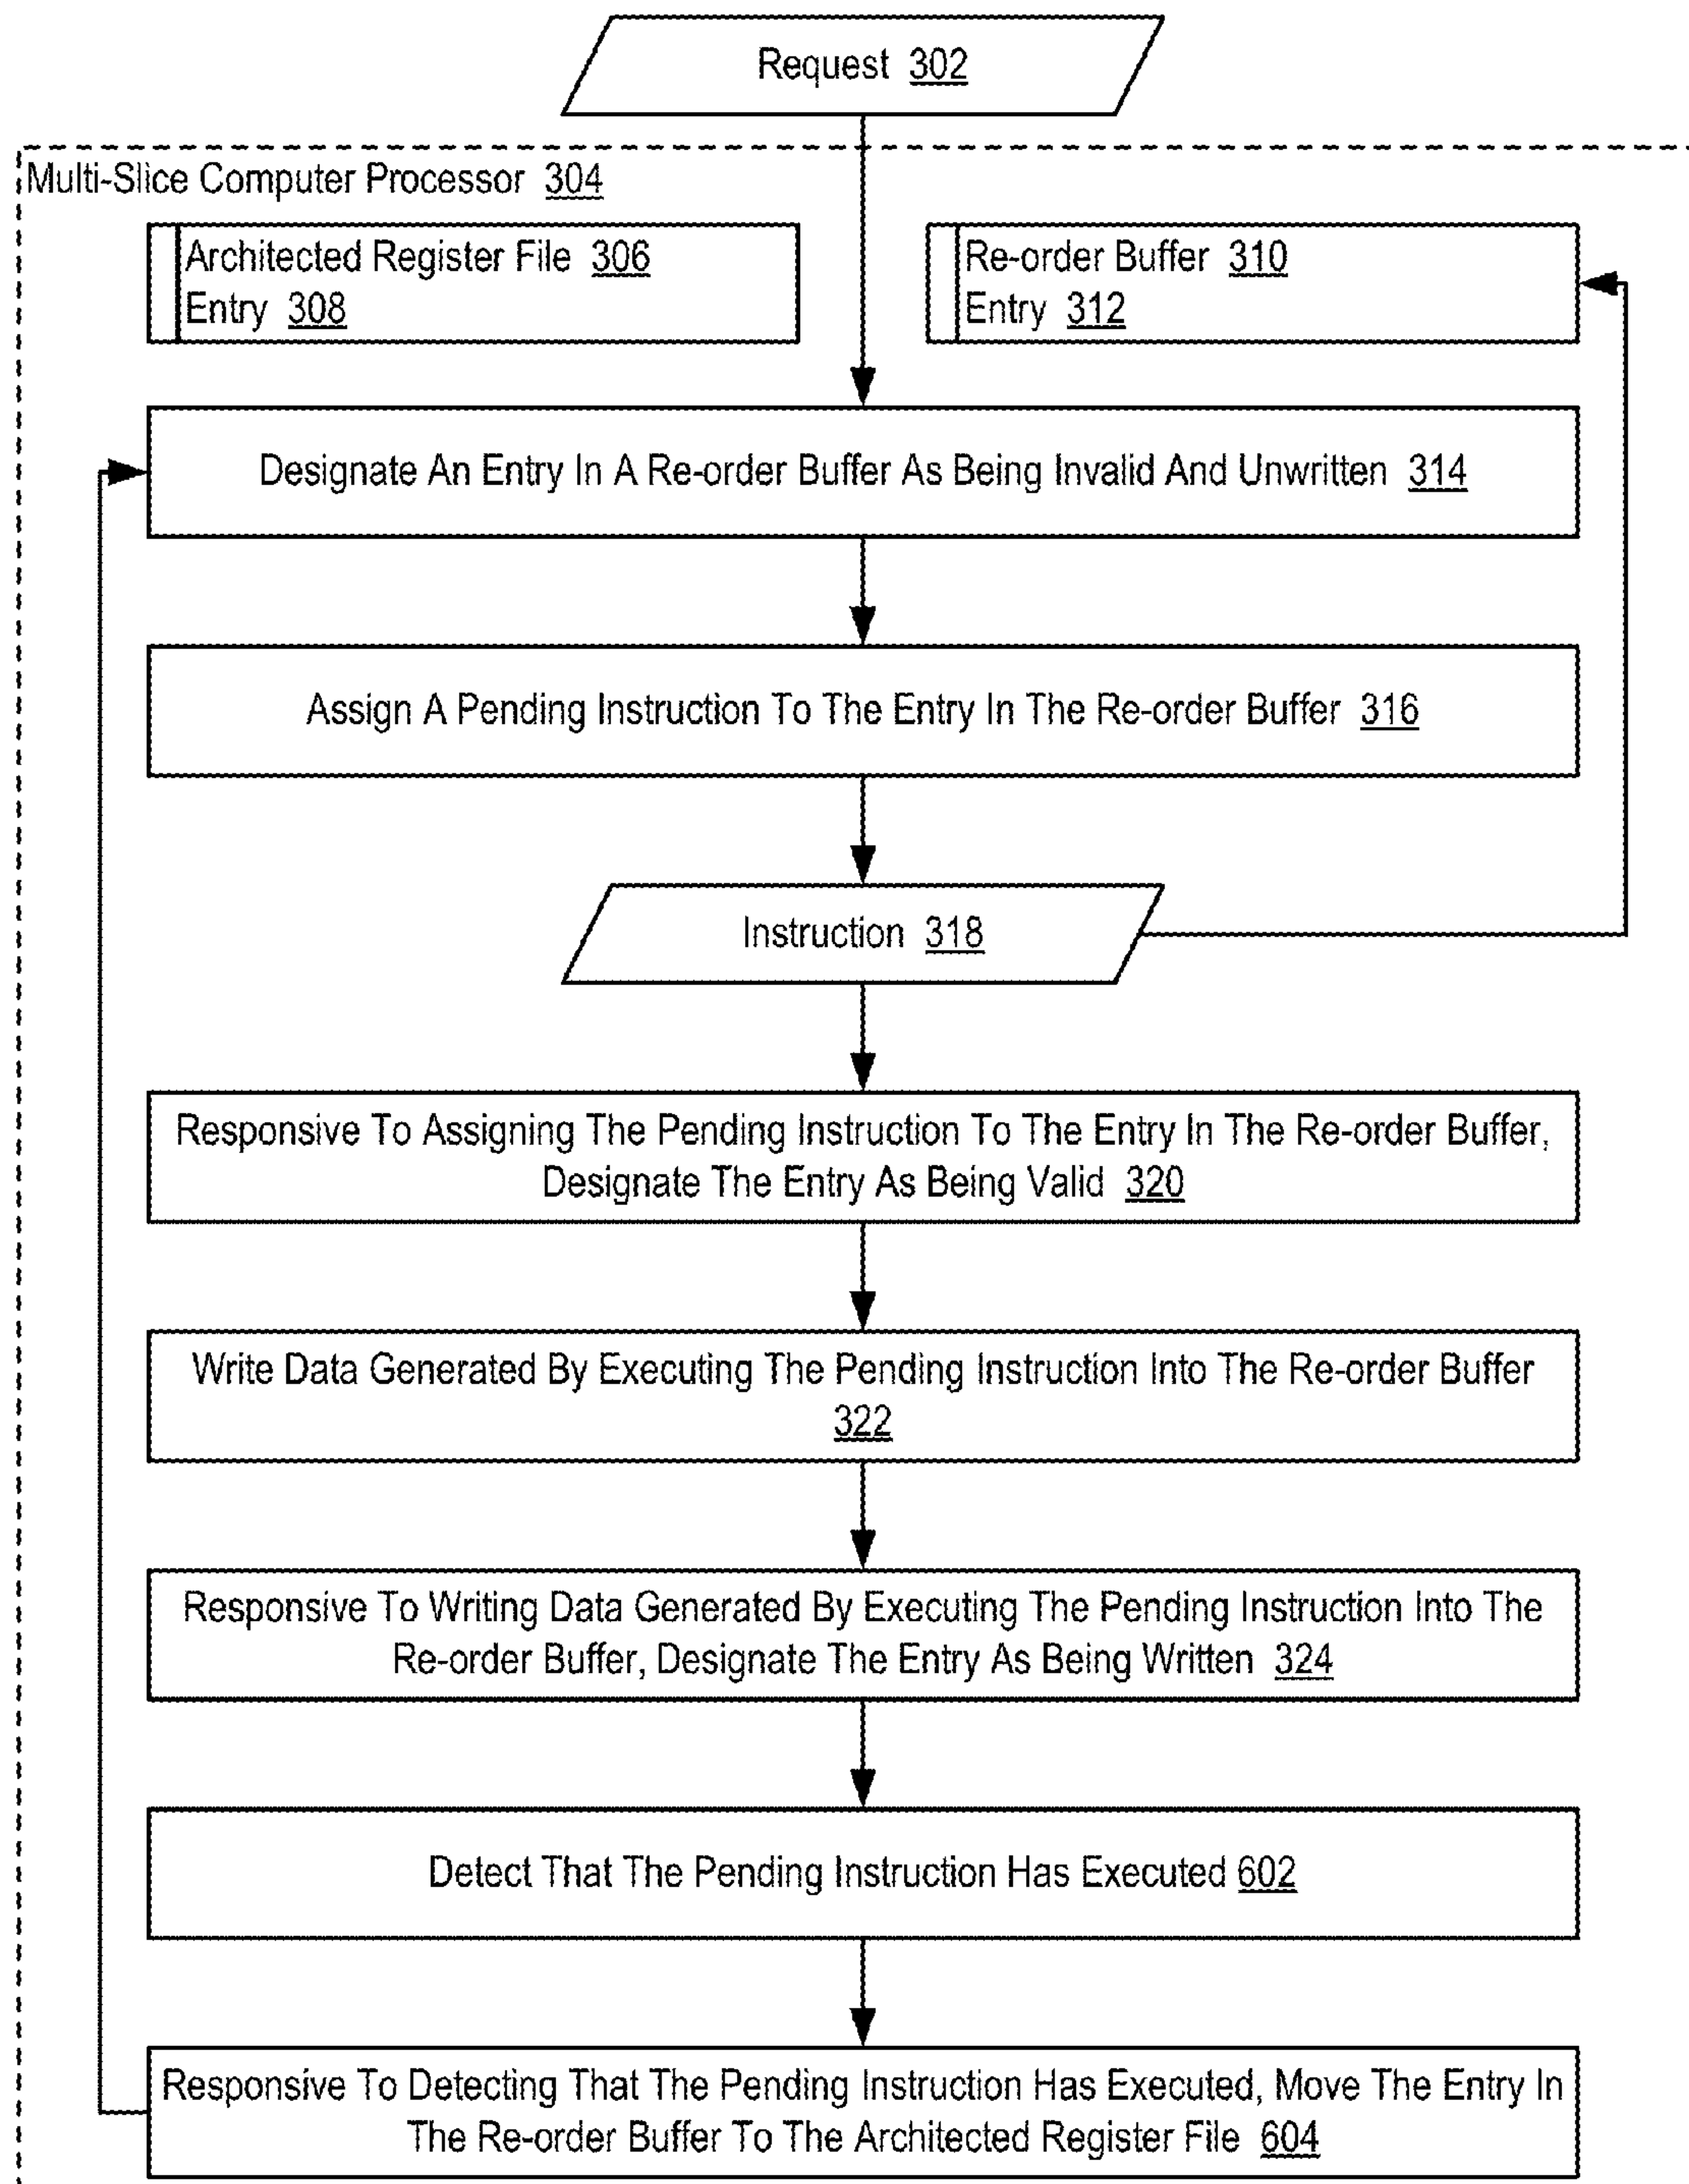 Request 302
Multi-Slice Computer Processor 304
Architected Register File 306
Entry 308
Re-order Buffer 310
Entry 312
Designate An Entry In A Re-order Buffer As Being Invalid And Unwritten 314
Assign A Pending Instruction To The Entry In The Re-order Buffer 316
Instruction 318
Responsive To Assigning The Pending Instruction To The Entry In The Re-order Buffer,
Designate The Entry As Being Valid 320
Write Data Generated By Executing The Pending Instruction Into The Re-order Buffer
322
Responsive To Writing Data Generated By Executing The Pending Instruction Into The
Re-order Buffer, Designate The Entry As Being Written 324
Detect That The Pending Instruction Has Executed 602
Responsive To Detecting That The Pending Instruction Has Executed, Move The Entry In
The Re-order Buffer To The Architected Register File 604